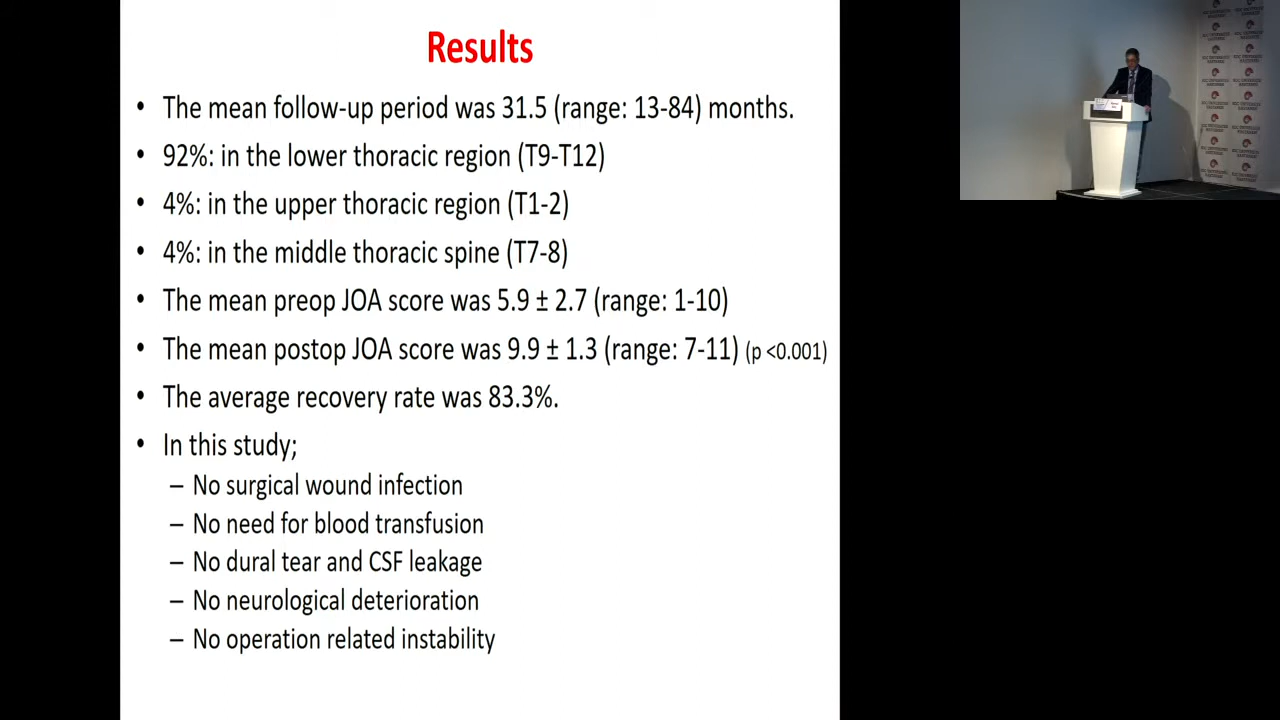 Results
• The mean follow-up period was 31.5 (range: 13-84) months.
• 92%: in the lower thoracic region (T9-T12)
• 4%: in the upper thoracic region (T1-2)
• 4%: in the middle thoracic spine (T7-8)
• The mean preop JOA score was 5.9 ± 2.7 (range: 1-10)
• The mean postop JOA score was 9.9 ± 1.3 (range: 7-11) (p <0.001)
• The average recovery rate was 83.3%.
• In this study;
– No surgical wound infection
– No need for blood transfusion
– No dural tear and CSF leakage
– No neurological deterioration
– No operation related instability